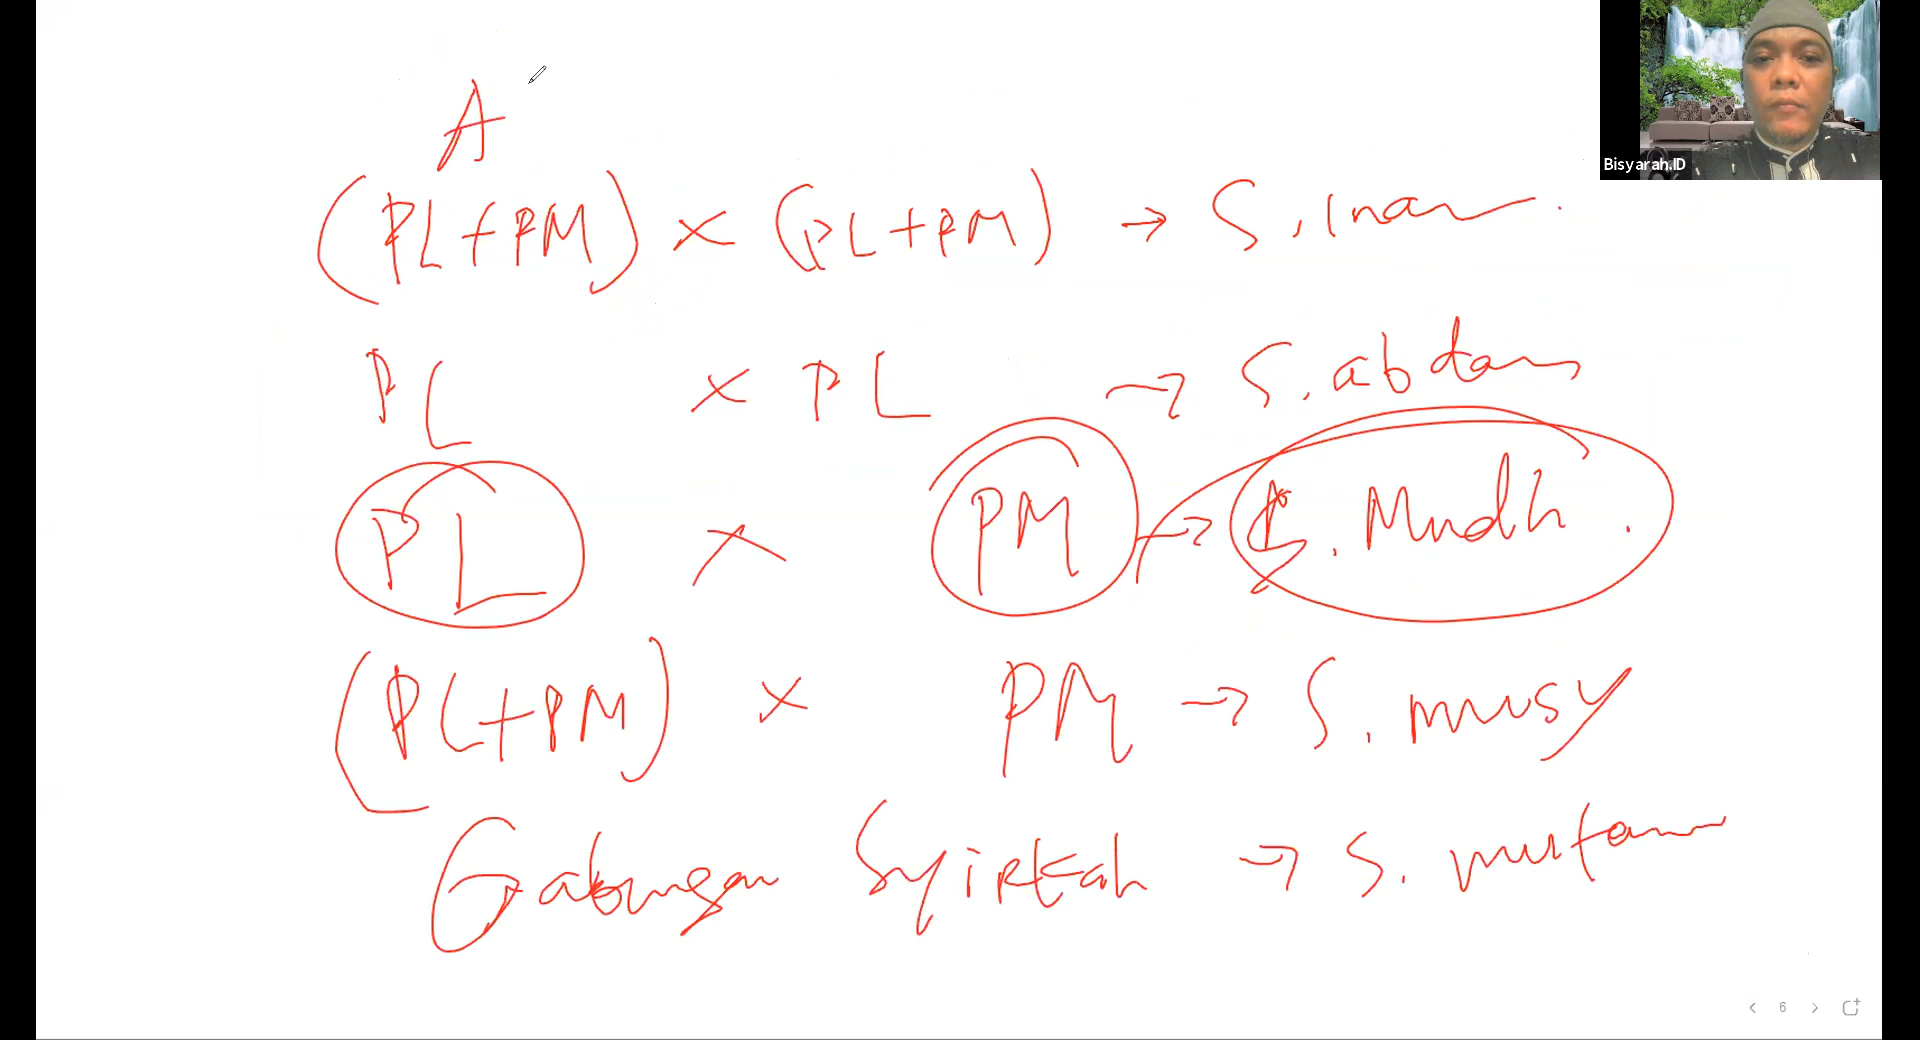 A
Bisyarah.ID
(PL+PM) × (PL+PM) → S. Inan.
PL × PL → S. abdan
PL × PM → S. Mudh.
(PL+PM) × PM → S. musy
Gabungan Syirkah → S. mufaw
6